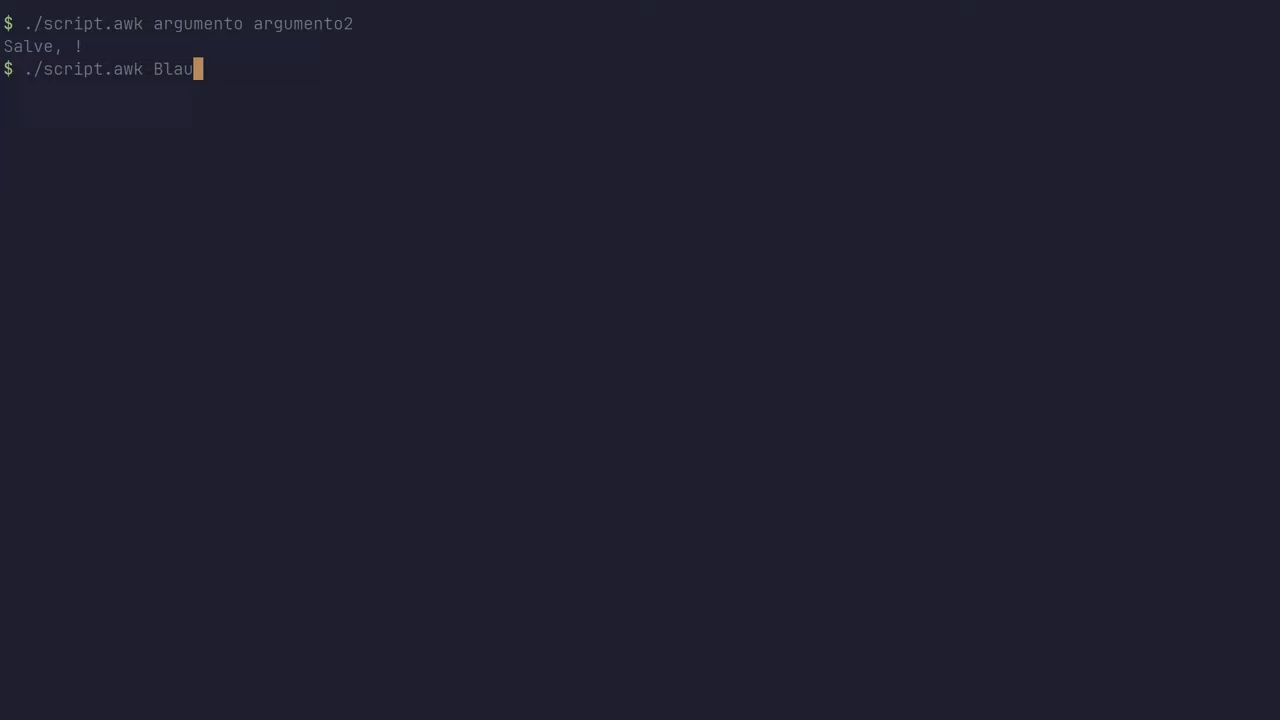 $ ./script.awk argumento argumento2
Salve, !
$ ./script.awk Blau